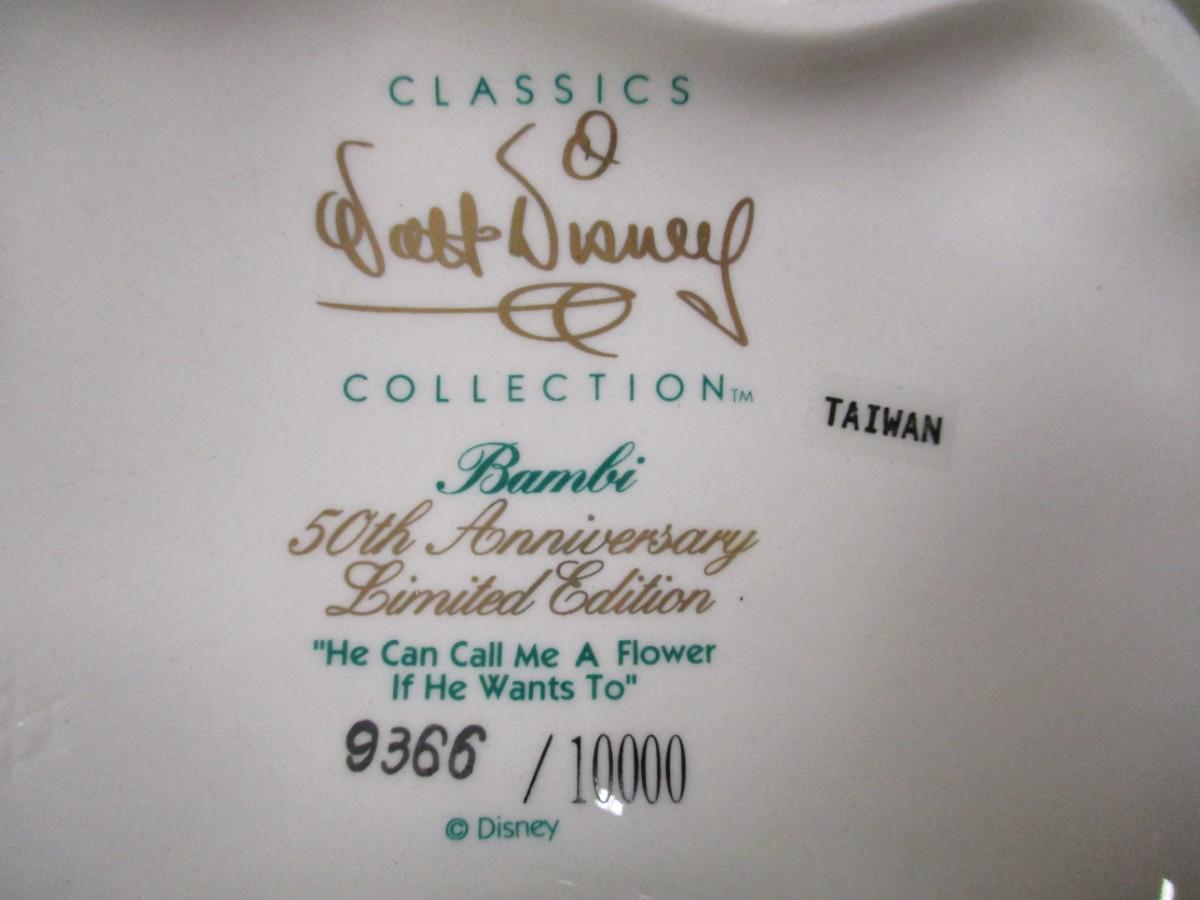 CLASSICS
Walt Disney
COLLECTION™
TAIWAN
Bambi
50th Anniversary
Limited Edition
"He Can Call Me A Flower
If He Wants To"
9366 /10000
© Disney